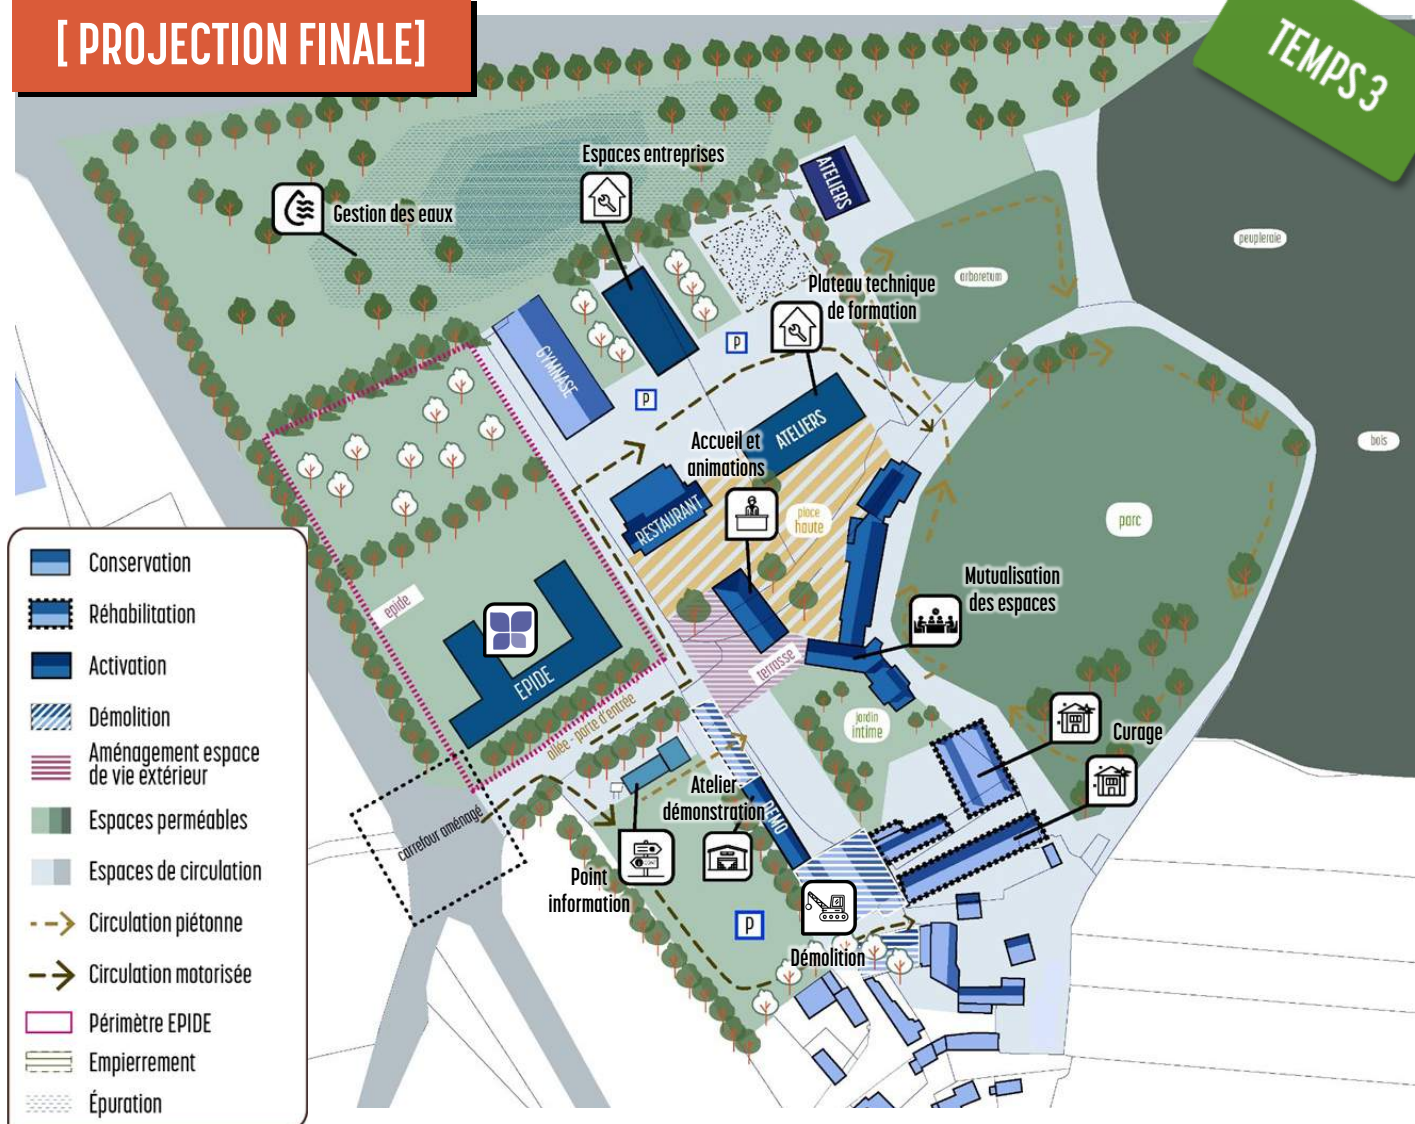 [ PROJECTION FINALE]
TEMPS 3
Espaces entreprises
ATELIERS
Gestion des eaux
peupleraie
arboretum
Plateau technique
de formation
P
GYMNASE
P
ATELIERS
Accueil et
animations
bois
RESTAURANT
place
haute
parc
Mutualisation
des espaces
epide
EPIDE
terrasse
allée - porte d'entrée
jardin
intime
Curage
Atelier
démonstration
DEMO
carrefour aménagé
Point
information
P
Démolition
Conservation
Réhabilitation
Activation
Démolition
Aménagement espace
de vie extérieur
Espaces perméables
Espaces de circulation
Circulation piétonne
Circulation motorisée
Périmètre EPIDE
Empierrement
Épuration